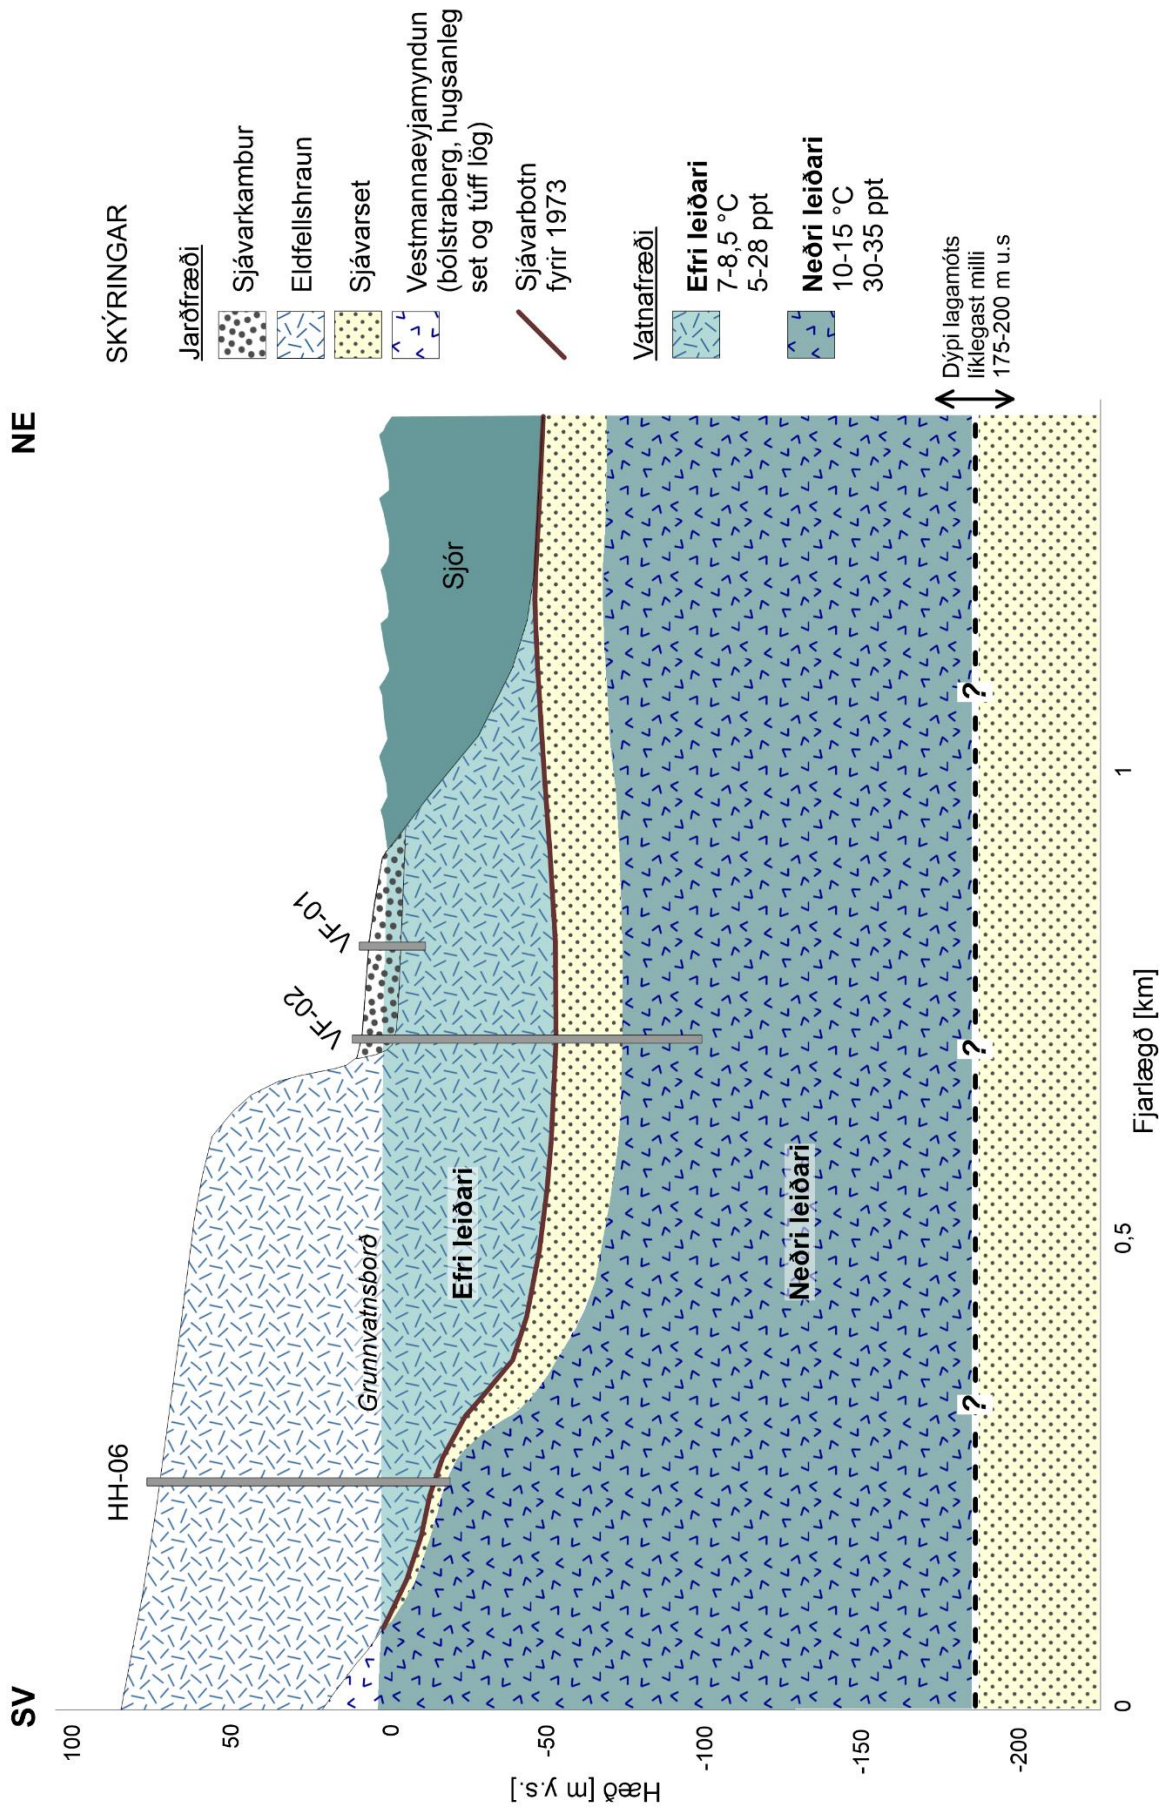 SV
NE
HH-06
VF-02
VF-01
Grunnvatnsborð
Efri leiðari
Sjór
Neðri leiðari
?
?
?
Hæð [m y.s.]
100
50
0
-50
-100
-150
-200
0
0,5
1
Fjarlægð [km]
SKÝRINGAR
Jarðfræði
Sjávarkambur
Eldfellshraun
Sjávarset
Vestmannaeyjamyndun
(bólstraberg, hugsanleg
set og túff lög)
Sjávarbotn
fyrir 1973
Vatnafræði
Efri leiðari
7-8,5 °C
5-28 ppt
Neðri leiðari
10-15 °C
30-35 ppt
Dýpi lagamóts
líklegast milli
175-200 m u.s